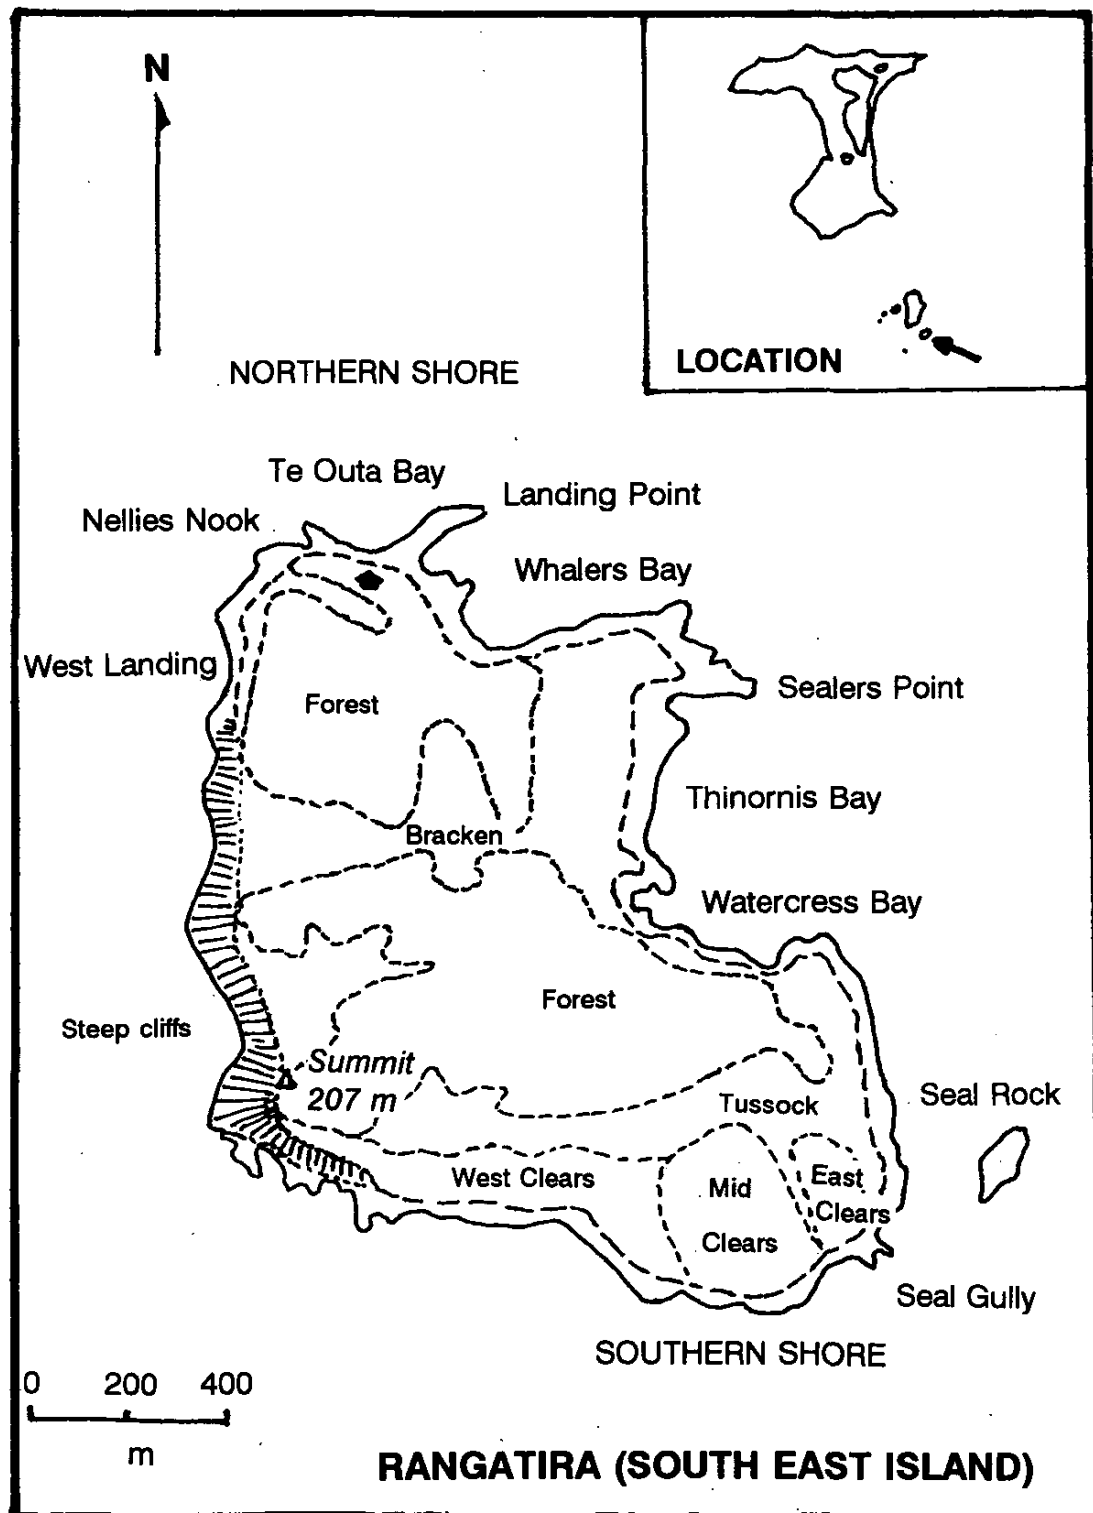 N
LOCATION
NORTHERN SHORE
Te Outa Bay
Landing Point
Nellies Nook
Whalers Bay
West Landing
Sealers Point
Forest
Thinornis Bay
Bracken
Watercress Bay
Forest
Steep cliffs
Summit
207 m
Seal Rock
Tussock
West Clears
Mid
Clears
East
Clears
Seal Gully
SOUTHERN SHORE
0 200 400
m
RANGATIRA (SOUTH EAST ISLAND)